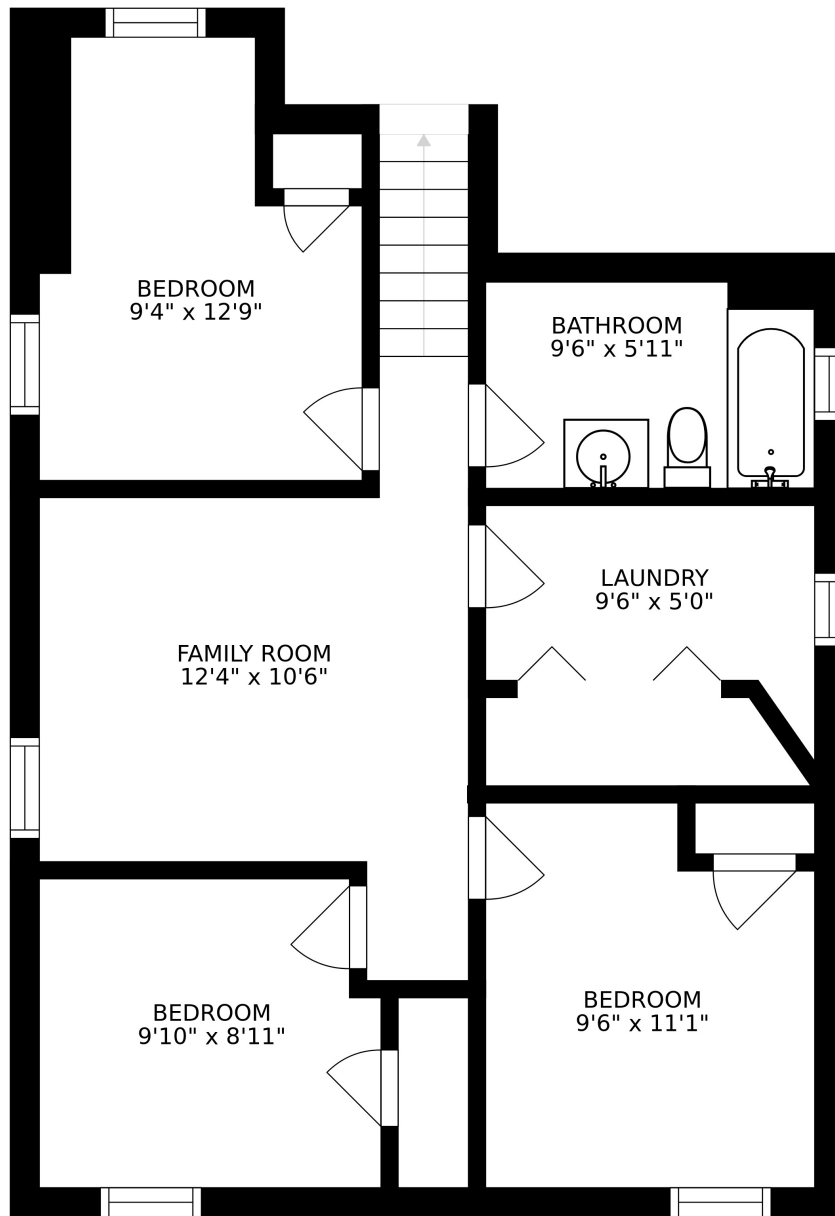 BEDROOM
9'4" x 12'9"
BATHROOM
9'6" x 5'11"
LAUNDRY
9'6" x 5'0"
FAMILY ROOM
12'4" x 10'6"
BEDROOM
9'10" x 8'11"
BEDROOM
9'6" x 11'1"